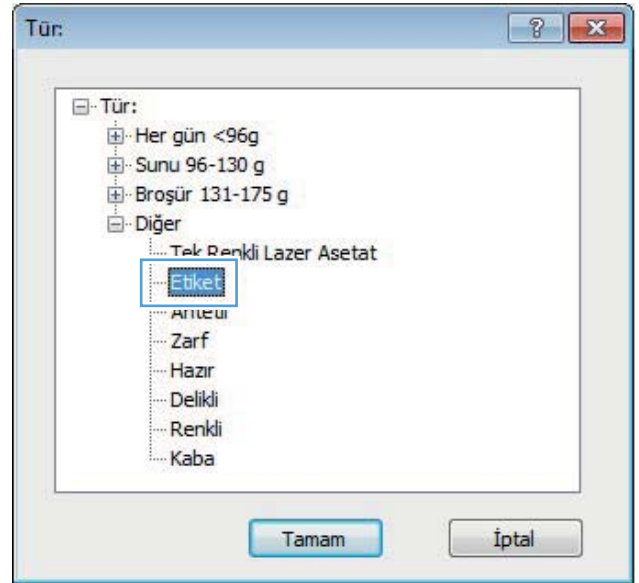 Tür:
Tür:
Her gün <96g
Sunu 96-130 g
Broşür 131-175 g
Diğer
Tek Renkli Lazer Asetat
Etiket
Antetli
Zarf
Hazır
Delikli
Renkli
Kaba
Tamam
İptal